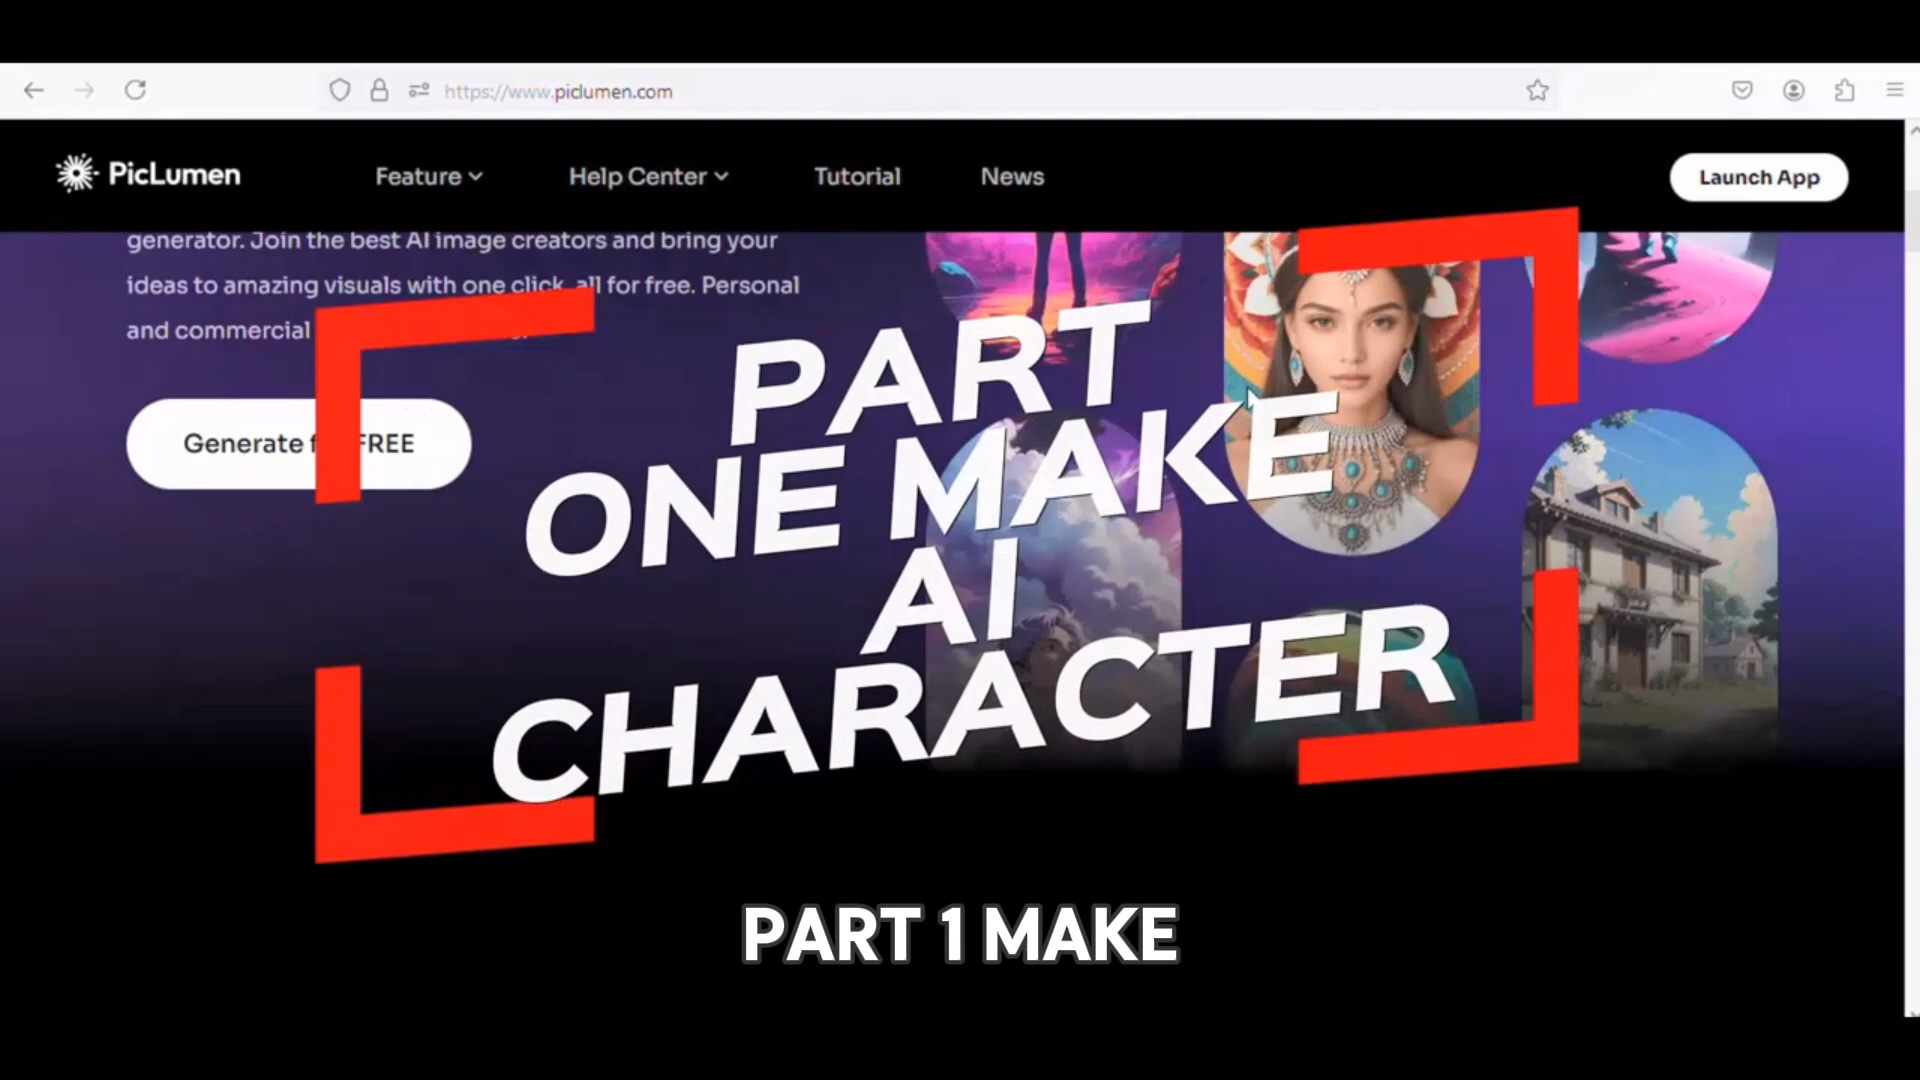 https://www.piclumen.com
PicLumen
Feature
Help Center
Tutorial
News
Launch App
generator. Join the best AI image creators and bring your
ideas to amazing visuals with one click, all for free. Personal
and commercial
Generate FREE
PART
ONE MAKE
AI
CHARACTER
PART 1 MAKE